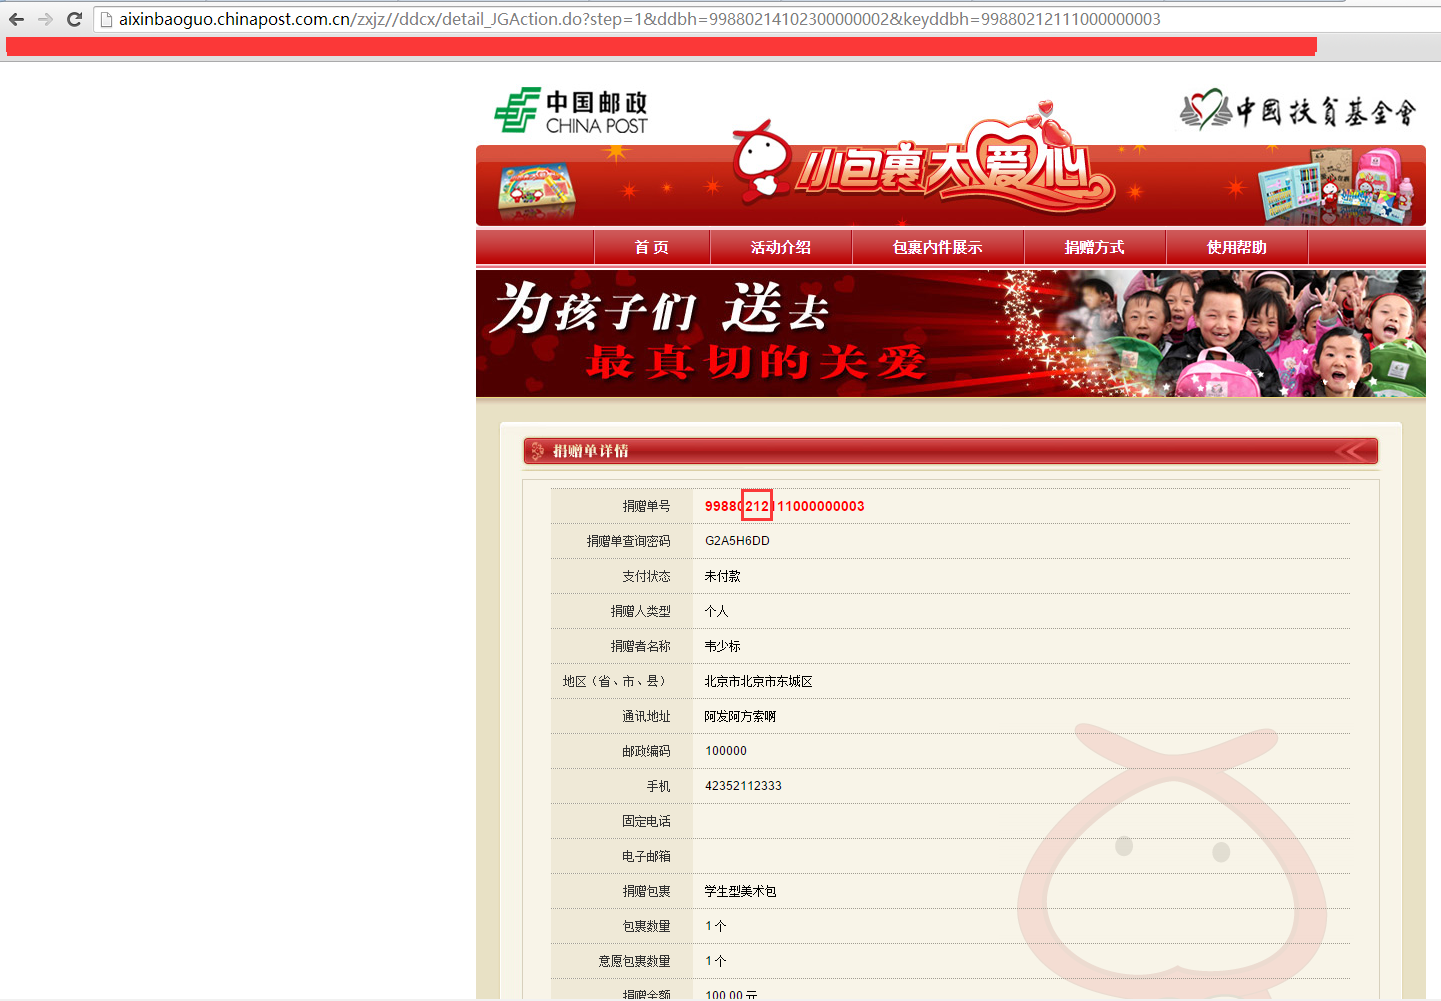 aixinbaoguo.chinapost.com.cn/zxjz//ddcx/detail_JGAction.do?step=1&ddbh=99880214102300000002&keyddbh=99880212111000000003
中国邮政
CHINA POST
中國扶貧基金會
小包裹大爱心
首 页 活动介绍 包裹内件展示 捐赠方式 使用帮助
为孩子们 送去
最真切的关爱
捐赠单详情
捐赠单号 99880212111000000003
捐赠单查询密码 G2A5H6DD
支付状态 未付款
捐赠人类型 个人
捐赠者名称 韦少标
地区（省、市、县） 北京市北京市东城区
通讯地址 阿发阿方索啊
邮政编码 100000
手机 42352112333
固定电话
电子邮箱
捐赠包裹 学生型美术包
包裹数量 1 个
意愿包裹数量 1 个
捐赠金额 100.00 元